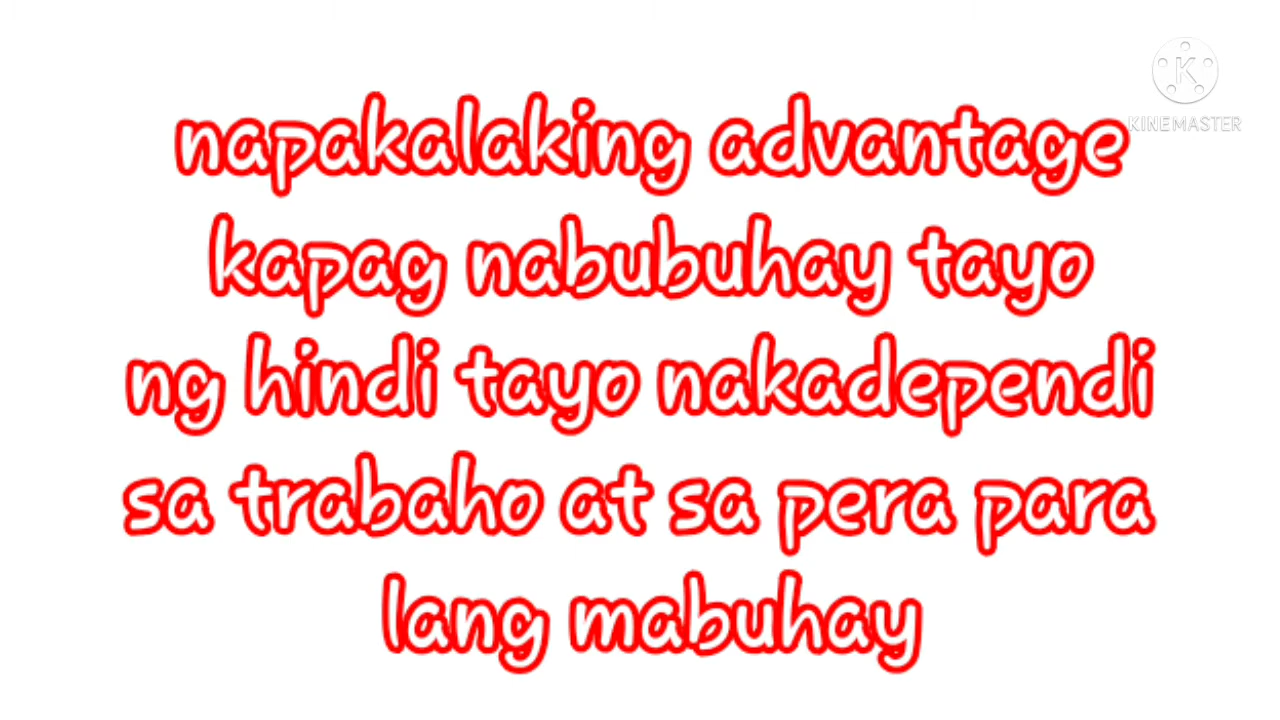 KINEMASTER
napakalaking advantage
kapag nabubuhay tayo
ng hindi tayo nakadependi
sa trabaho at sa pera para
lang mabuhay